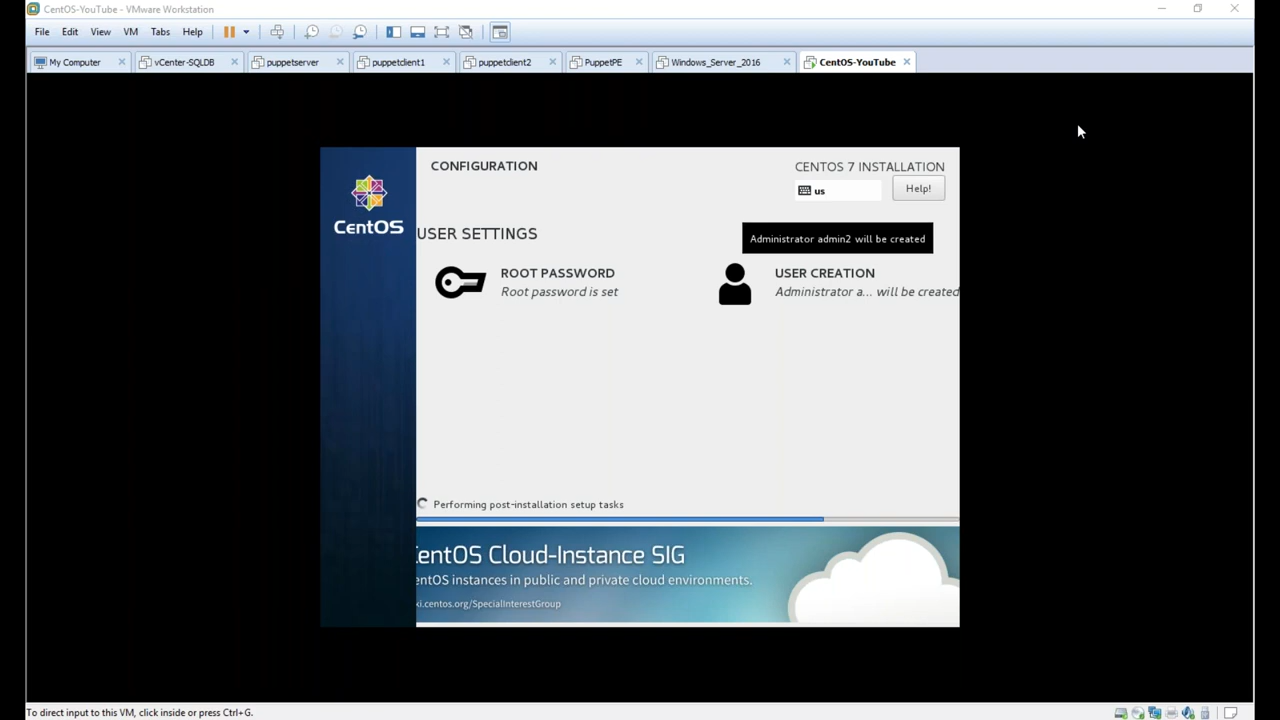 CentOS-YouTube - VMware Workstation
File Edit View VM Tabs Help
My Computer vCenter-SQLDB puppetserver puppetclient1 puppetclient2 PuppetPE Windows_Server_2016 CentOS-YouTube
CONFIGURATION
CENTOS 7 INSTALLATION
us
Help!
CentOS
USER SETTINGS
Administrator admin2 will be created
ROOT PASSWORD
Root password is set
USER CREATION
Administrator a... will be created
Performing post-installation setup tasks
entOS Cloud-Instance SIG
entOS instances in public and private cloud environments.
ki.centos.org/SpecialInterestGroup
To direct input to this VM, click inside or press Ctrl+G.